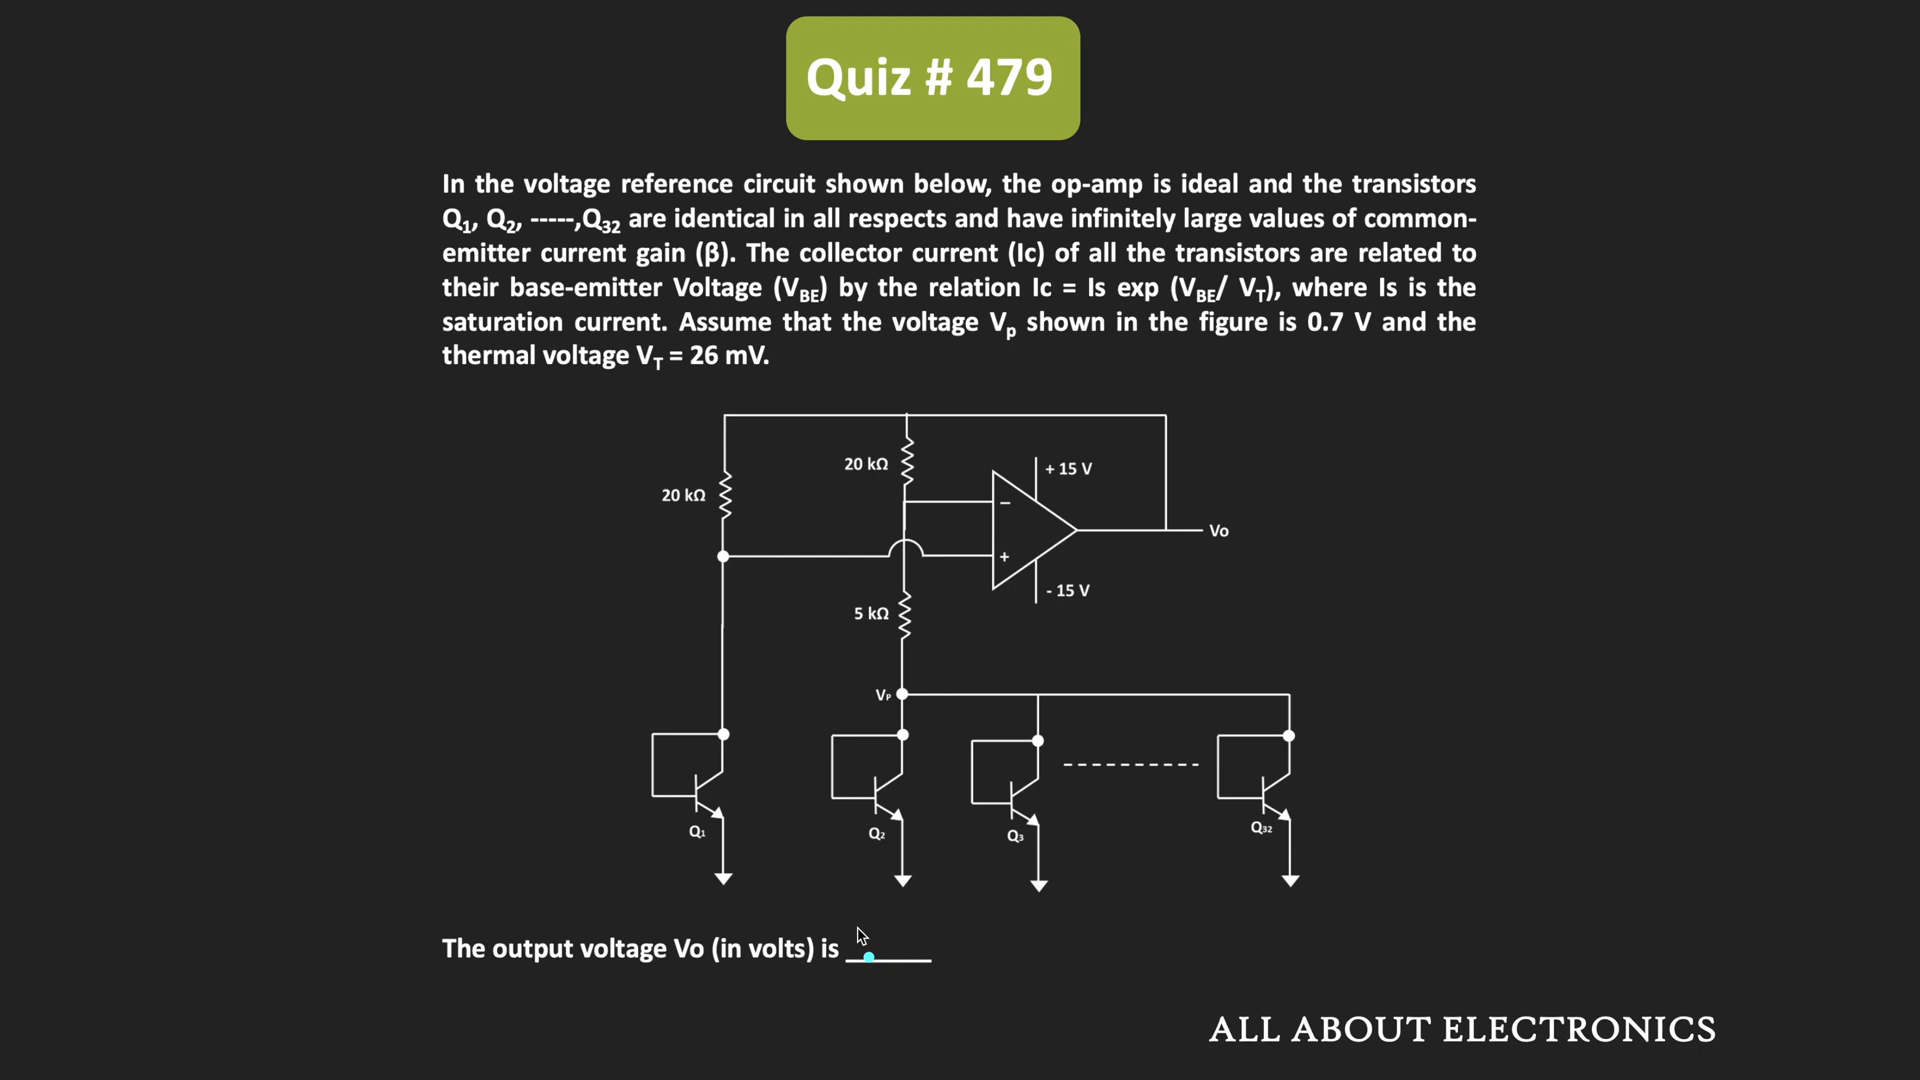 Quiz # 479
In the voltage reference circuit shown below, the op-amp is ideal and the transistors
Q₁, Q₂, -----,Q₃₂ are identical in all respects and have infinitely large values of common-
emitter current gain (β). The collector current (Ic) of all the transistors are related to
their base-emitter Voltage (V_BE) by the relation Ic = Is exp (V_BE/ V_T), where Is is the
saturation current. Assume that the voltage Vₚ shown in the figure is 0.7 V and the
thermal voltage V_T = 26 mV.
20 kΩ
+ 15 V
20 kΩ
−
Vo
+
- 15 V
5 kΩ
Vₚ
Q₁
Q₂
Q₃
Q₃₂
The output voltage Vo (in volts) is ______
ALL ABOUT ELECTRONICS